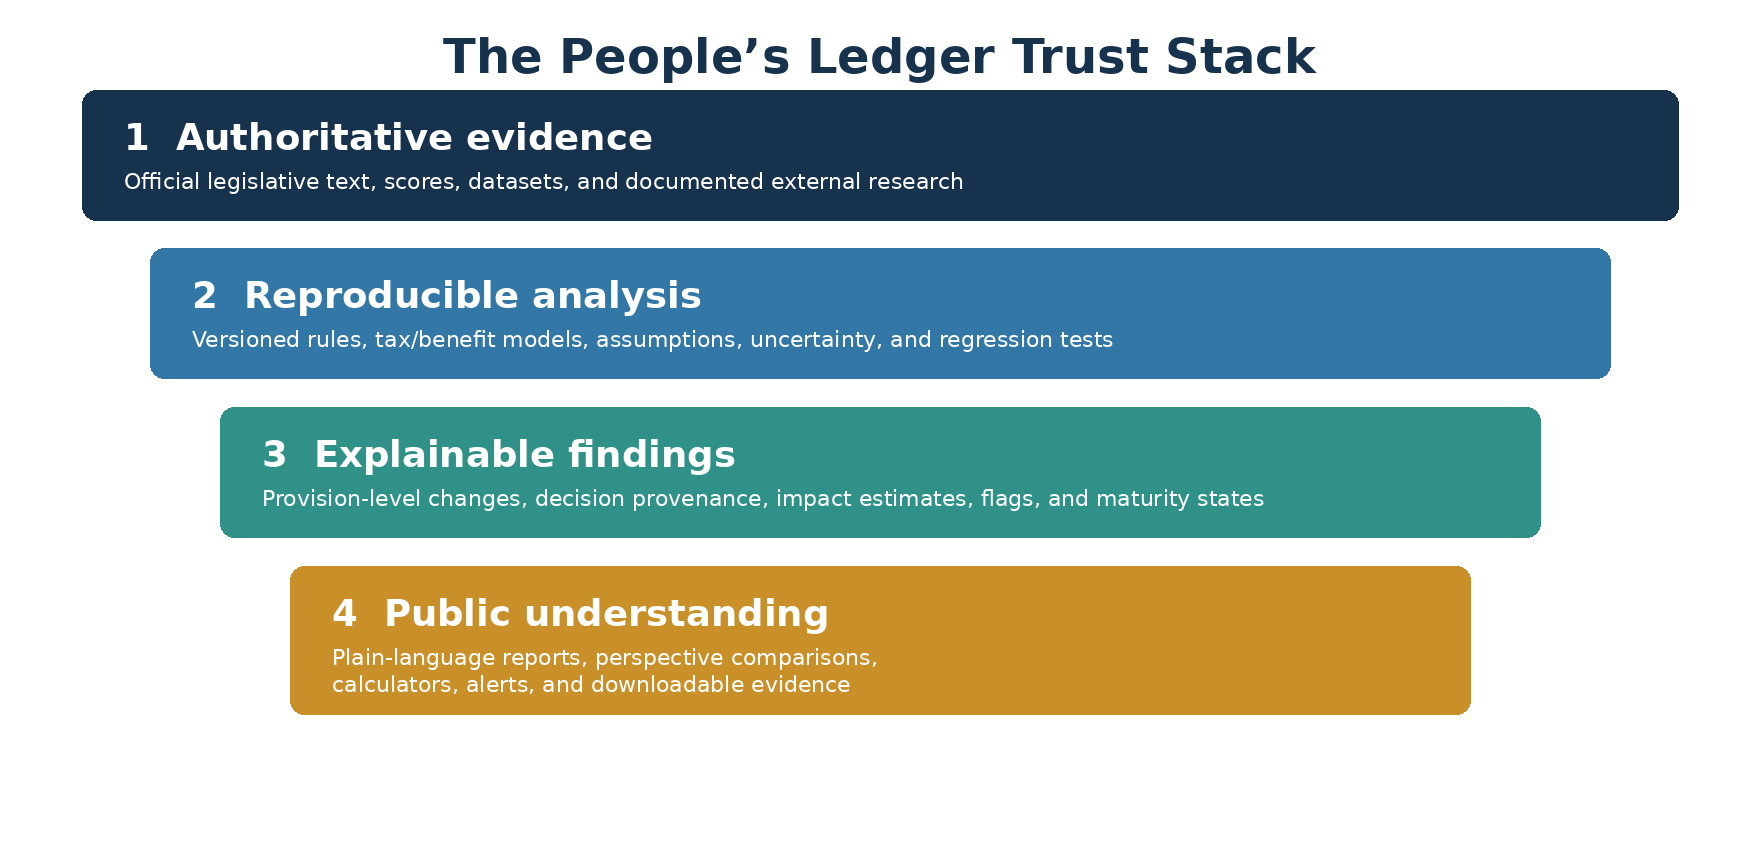 The People’s Ledger Trust Stack
1 Authoritative evidence
Official legislative text, scores, datasets, and documented external research
2 Reproducible analysis
Versioned rules, tax/benefit models, assumptions, uncertainty, and regression tests
3 Explainable findings
Provision-level changes, decision provenance, impact estimates, flags, and maturity states
4 Public understanding
Plain-language reports, perspective comparisons,
calculators, alerts, and downloadable evidence